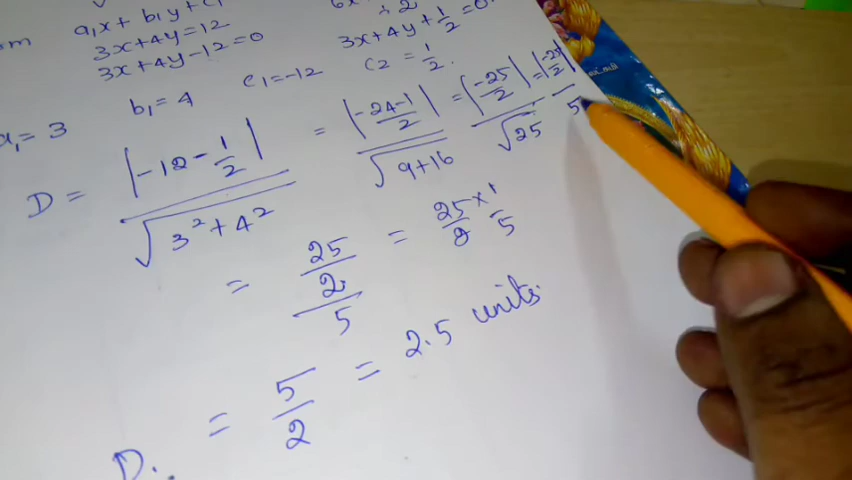 a₁x + b₁y + c₁
3x+4y=12
3x+4y-12=0
3x+4y+1/2=0
a₁=3 b₁=4 c₁=-12 c₂=1/2.
D = |-12-1/2| / √(3²+4²) = |(-24-1)/2| / √(9+16) = |-25/2| / √25 = |-25/2| / 5
= 25/2 / 5 = 25/2 × 1/5
= 5/2 = 2.5 units.
D.